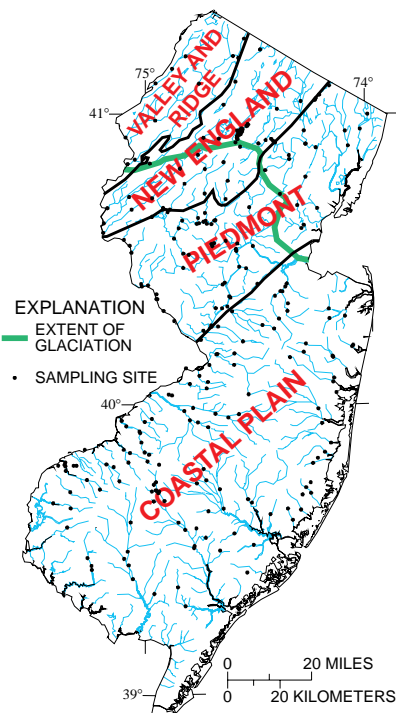 75°
74°
41°
VALLEY AND
RIDGE
NEW ENGLAND
PIEDMONT
EXPLANATION
EXTENT OF
GLACIATION
SAMPLING SITE
40°
COASTAL PLAIN
39°
0 20 MILES
0 20 KILOMETERS